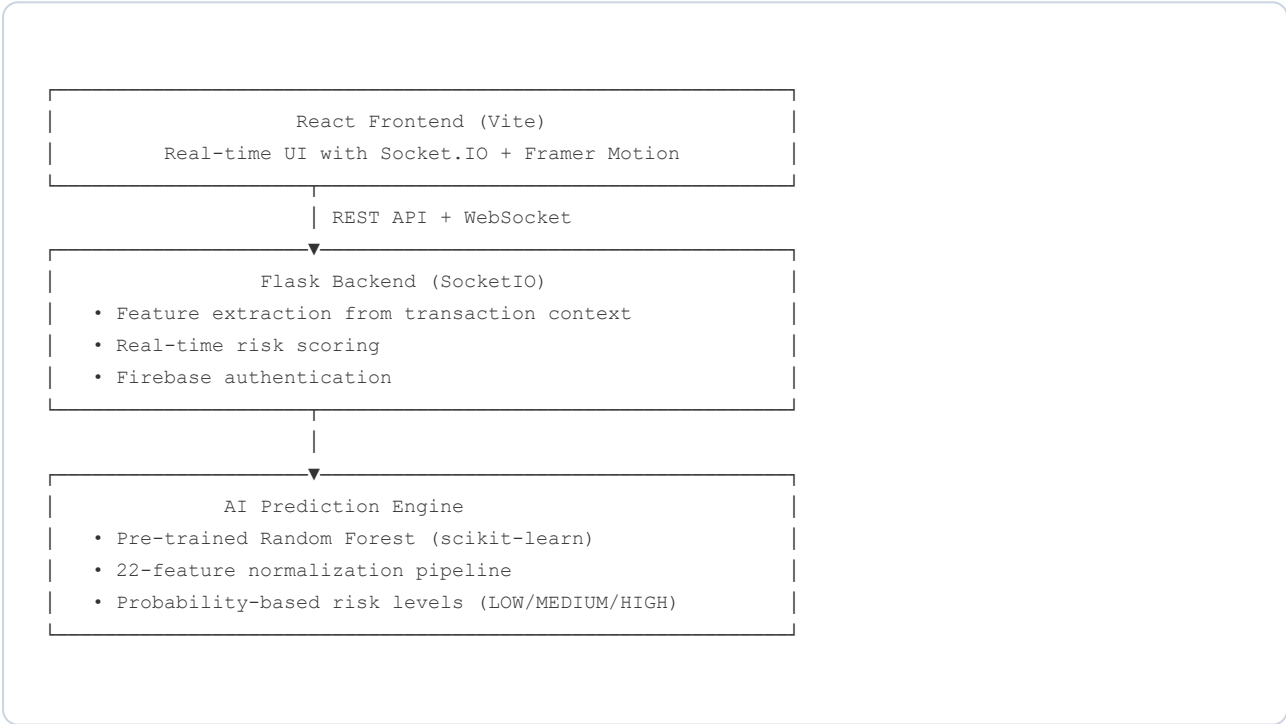 React Frontend (Vite)
Real-time UI with Socket.IO + Framer Motion
REST API + WebSocket
Flask Backend (SocketIO)
• Feature extraction from transaction context
• Real-time risk scoring
• Firebase authentication
AI Prediction Engine
• Pre-trained Random Forest (scikit-learn)
• 22-feature normalization pipeline
• Probability-based risk levels (LOW/MEDIUM/HIGH)